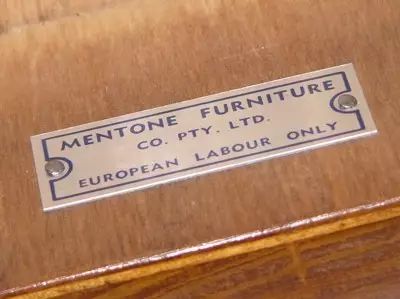 MENTONE FURNITURE
CO. PTY. LTD.
EUROPEAN LABOUR ONLY